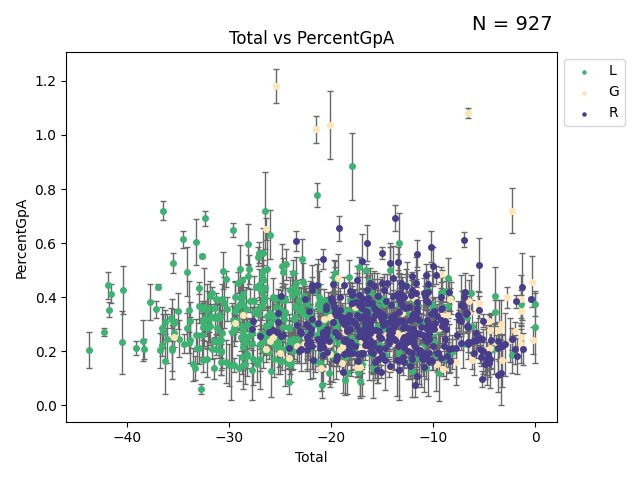 N = 927
Total vs PercentGpA
L
G
R
1.2
1.0
0.8
0.6
0.4
0.2
0.0
PercentGpA
−40
−30
−20
−10
0
Total